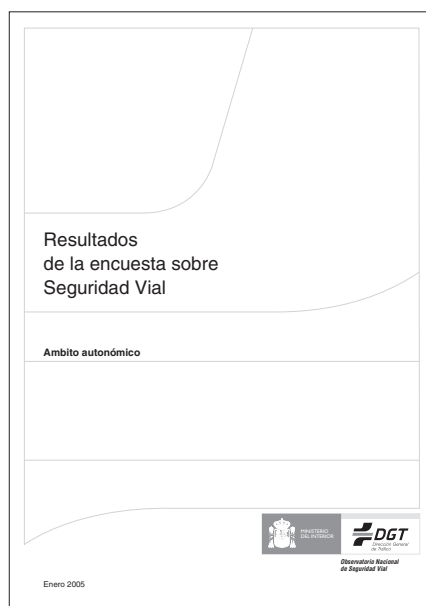 Resultados
de la encuesta sobre
Seguridad Vial
Ambito autonómico
MINISTERIO
DEL INTERIOR
DGT
Dirección General
de Tráfico
Observatorio Nacional
de Seguridad Vial
Enero 2005